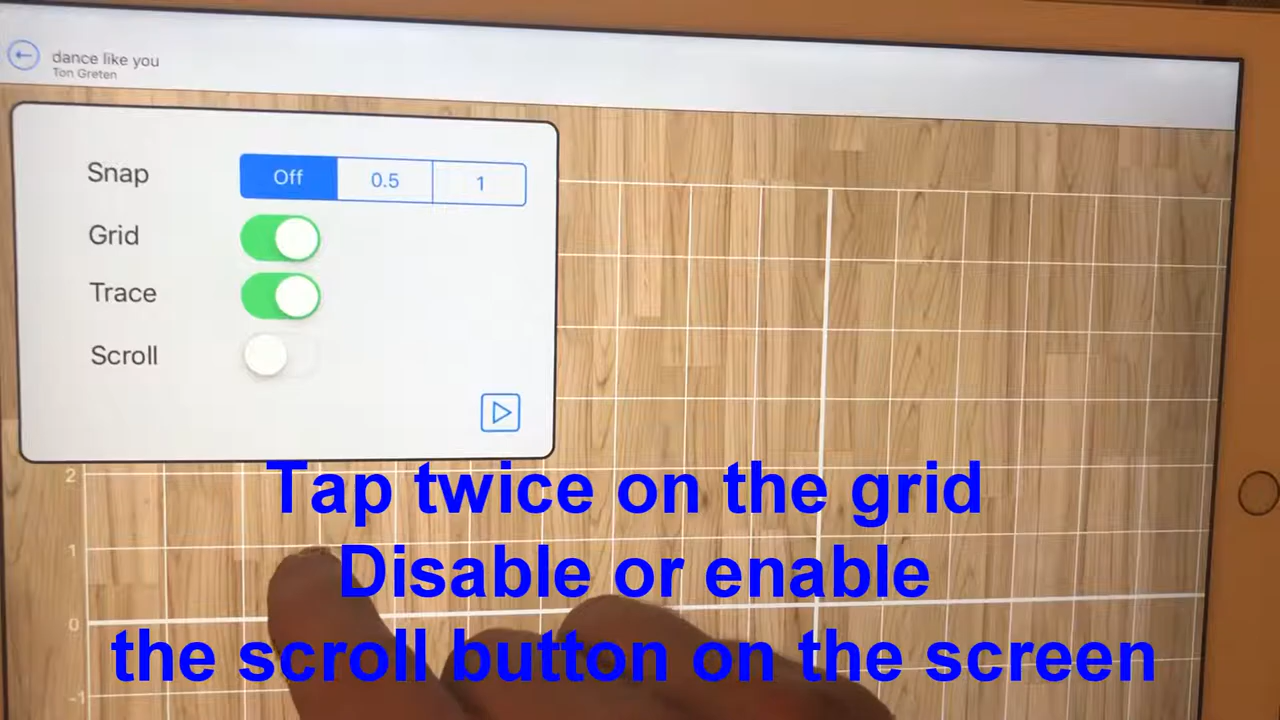 dance like you
Ton Greten
Snap Off 0.5 1
Grid
Trace
Scroll
2
1
0
-1
Tap twice on the grid
Disable or enable
the scroll button on the screen